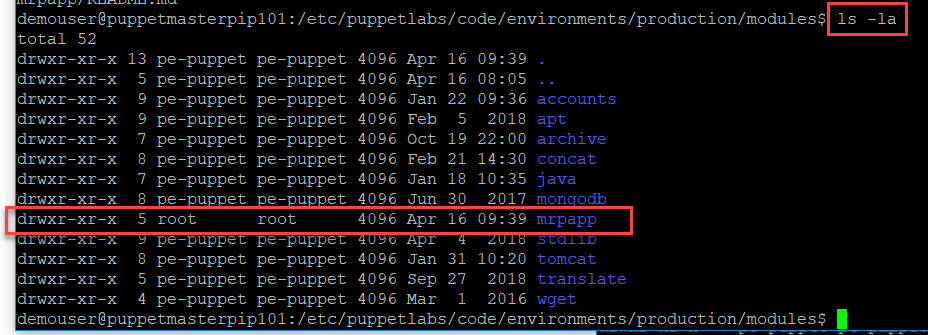 mrpapp/README.md
demouser@puppetmasterpip101:/etc/puppetlabs/code/environments/production/modules$ ls -la
total 52
drwxr-xr-x 13 pe-puppet pe-puppet 4096 Apr 16 09:39 .
drwxr-xr-x  5 pe-puppet pe-puppet 4096 Apr 16 08:05 ..
drwxr-xr-x  9 pe-puppet pe-puppet 4096 Jan 22 09:36 accounts
drwxr-xr-x  9 pe-puppet pe-puppet 4096 Feb  5  2018 apt
drwxr-xr-x  7 pe-puppet pe-puppet 4096 Oct 19 22:00 archive
drwxr-xr-x  8 pe-puppet pe-puppet 4096 Feb 21 14:30 concat
drwxr-xr-x  7 pe-puppet pe-puppet 4096 Jan 18 10:35 java
drwxr-xr-x  8 pe-puppet pe-puppet 4096 Jun 30  2017 mongodb
drwxr-xr-x  5 root      root      4096 Apr 16 09:39 mrpapp
drwxr-xr-x  9 pe-puppet pe-puppet 4096 Apr  4  2018 stdlib
drwxr-xr-x  8 pe-puppet pe-puppet 4096 Jan 31 10:20 tomcat
drwxr-xr-x  5 pe-puppet pe-puppet 4096 Sep 27  2018 translate
drwxr-xr-x  4 pe-puppet pe-puppet 4096 Mar  1  2016 wget
demouser@puppetmasterpip101:/etc/puppetlabs/code/environments/production/modules$